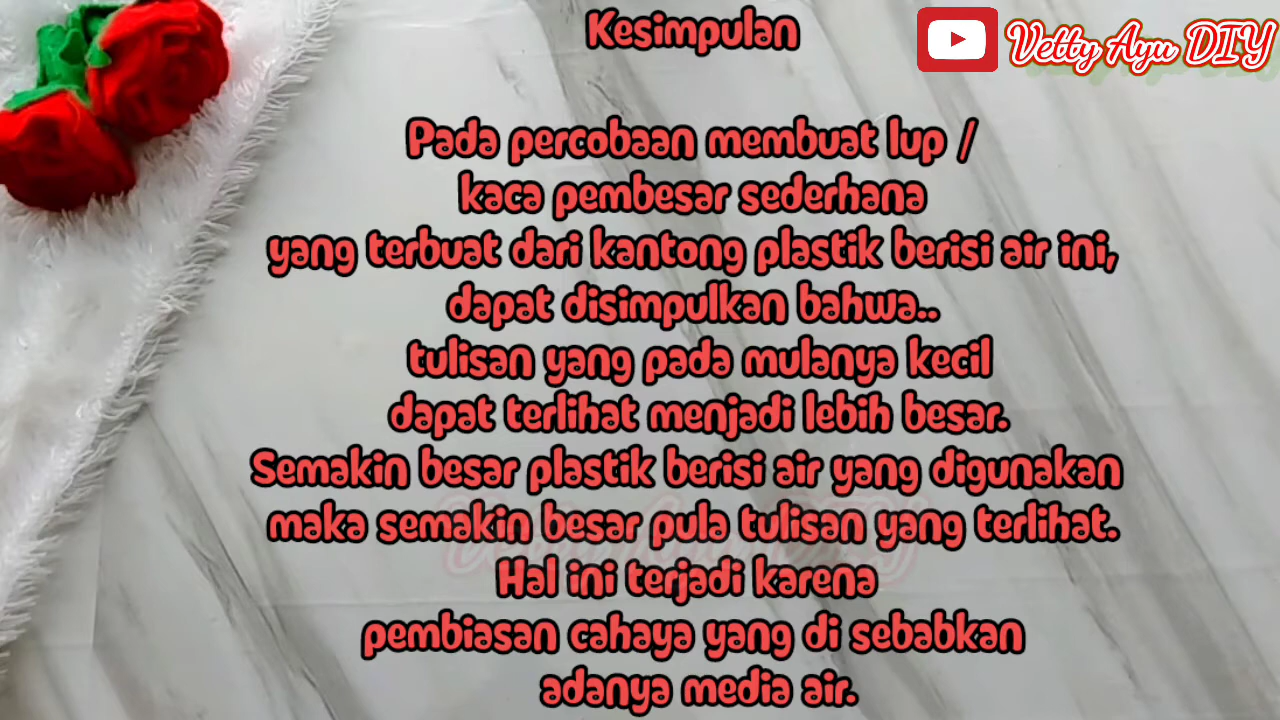 Kesimpulan
Vetty Ayu DIY
Pada percobaan membuat lup /
kaca pembesar sederhana
yang terbuat dari kantong plastik berisi air ini,
dapat disimpulkan bahwa..
tulisan yang pada mulanya kecil
dapat terlihat menjadi lebih besar.
Semakin besar plastik berisi air yang digunakan
maka semakin besar pula tulisan yang terlihat.
Hal ini terjadi karena
pembiasan cahaya yang di sebabkan
adanya media air.